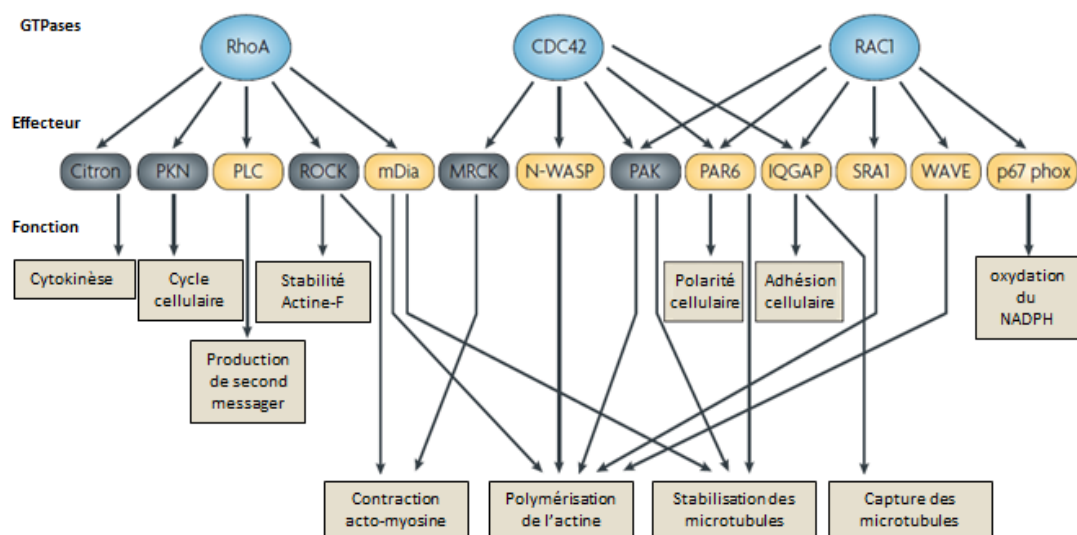 GTPases
RhoA
CDC42
RAC1
Effecteur
Citron
PKN
PLC
ROCK
mDia
MRCK
N-WASP
PAK
PAR6
IQGAP
SRA1
WAVE
p67 phox
Fonction
Cytokinèse
Cycle
cellulaire
Stabilité
Actine-F
Polarité
cellulaire
Adhésion
cellulaire
oxydation
du
NADPH
Production
de second
messager
Contraction
acto-myosine
Polymérisation
de l'actine
Stabilisation des
microtubules
Capture des
microtubules